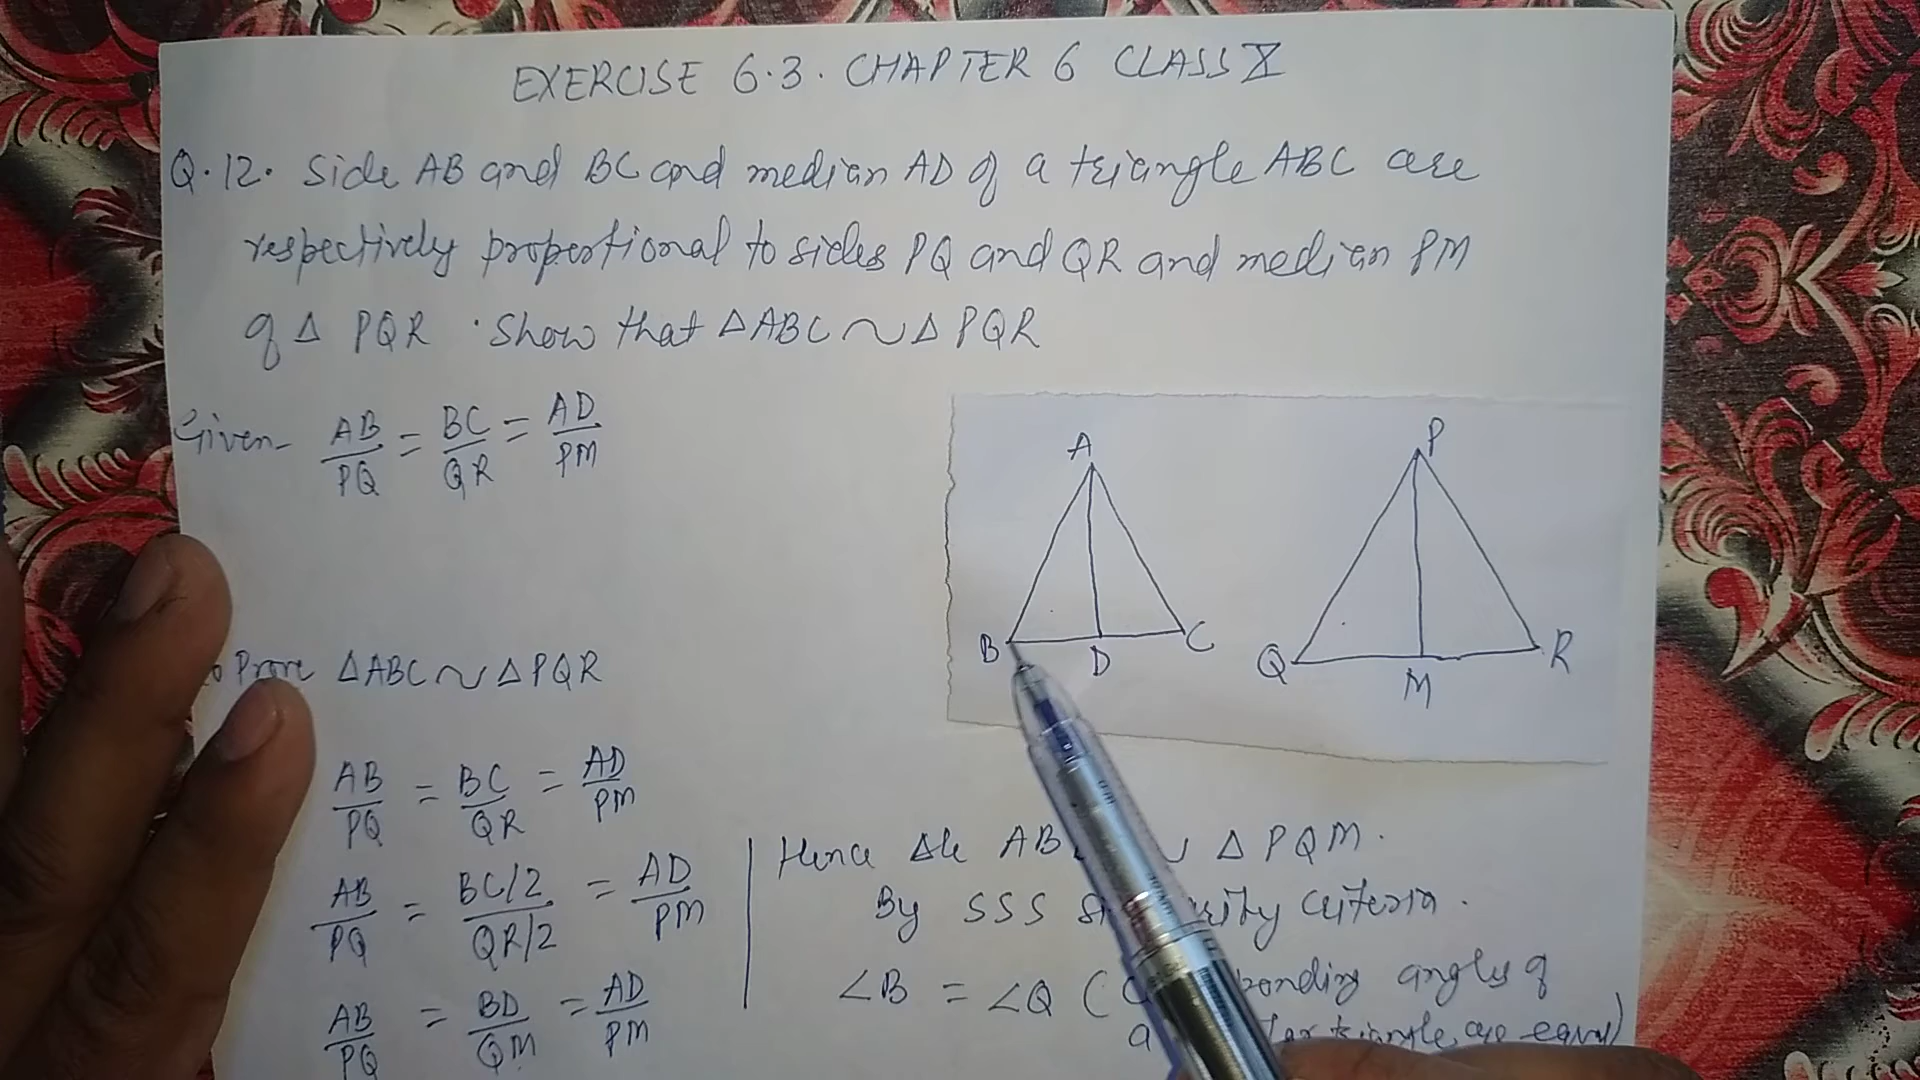 EXERCISE 6.3. CHAPTER 6 CLASS X
Q.12. Side AB and BC and median AD of a triangle ABC are
respectively proportional to sides PQ and QR and median PM
of Δ PQR . Show that ΔABC ~ Δ PQR
Given- AB/PQ = BC/QR = AD/PM
A
B
D
C
P
Q
M
R
Prove ΔABC ~ Δ PQR
AB/PQ = BC/QR = AD/PM
AB/PQ = BC/2 / QR/2 = AD/PM
AB/PQ = BD/QM = AD/PM
Hence Δle AB Δ PQM.
By SSS criteria.
∠B = ∠Q ( angles of
triangle are equal)